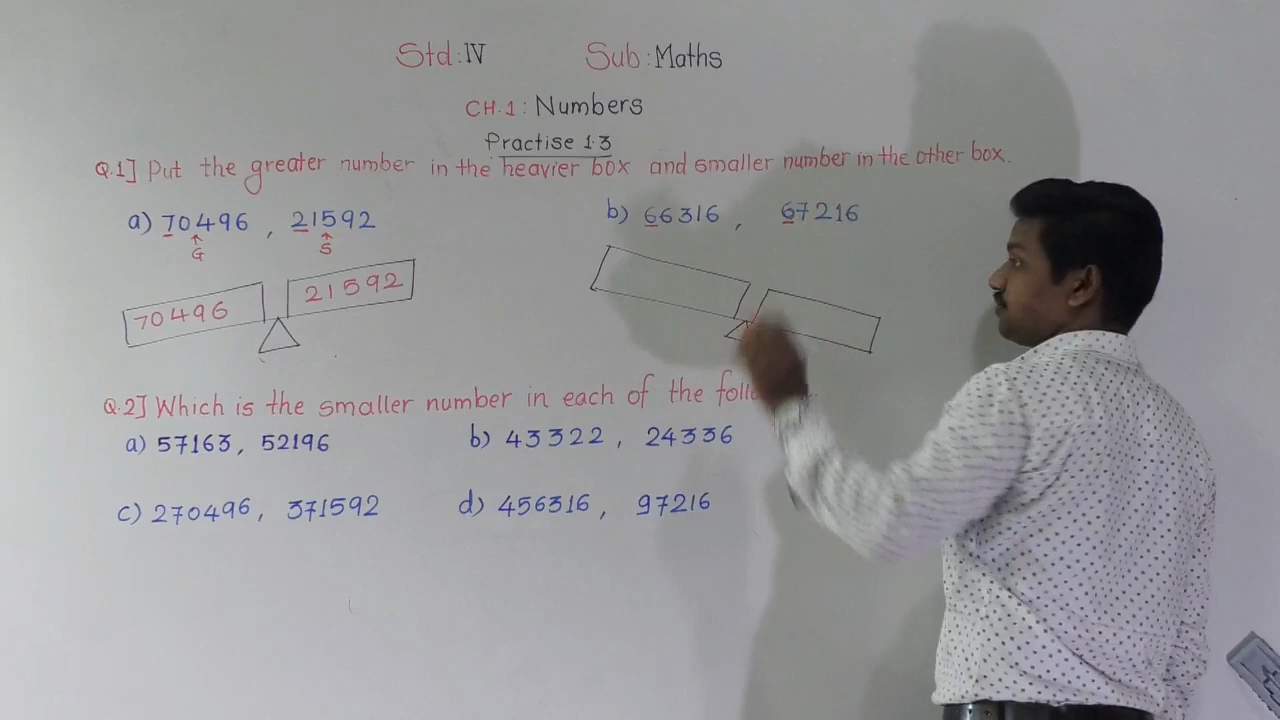 Std : IV Sub : Maths
CH.1 : Numbers
Practise 1.3
Q.1] Put the greater number in the heavier box and smaller number in the other box.
a) 70496 , 21592 b) 66316 , 67216
G S
70496 21592
Q.2] Which is the smaller number in each of the
a) 57163 , 52196 b) 43322 , 24336
c) 270496 , 371592 d) 456316 , 97216